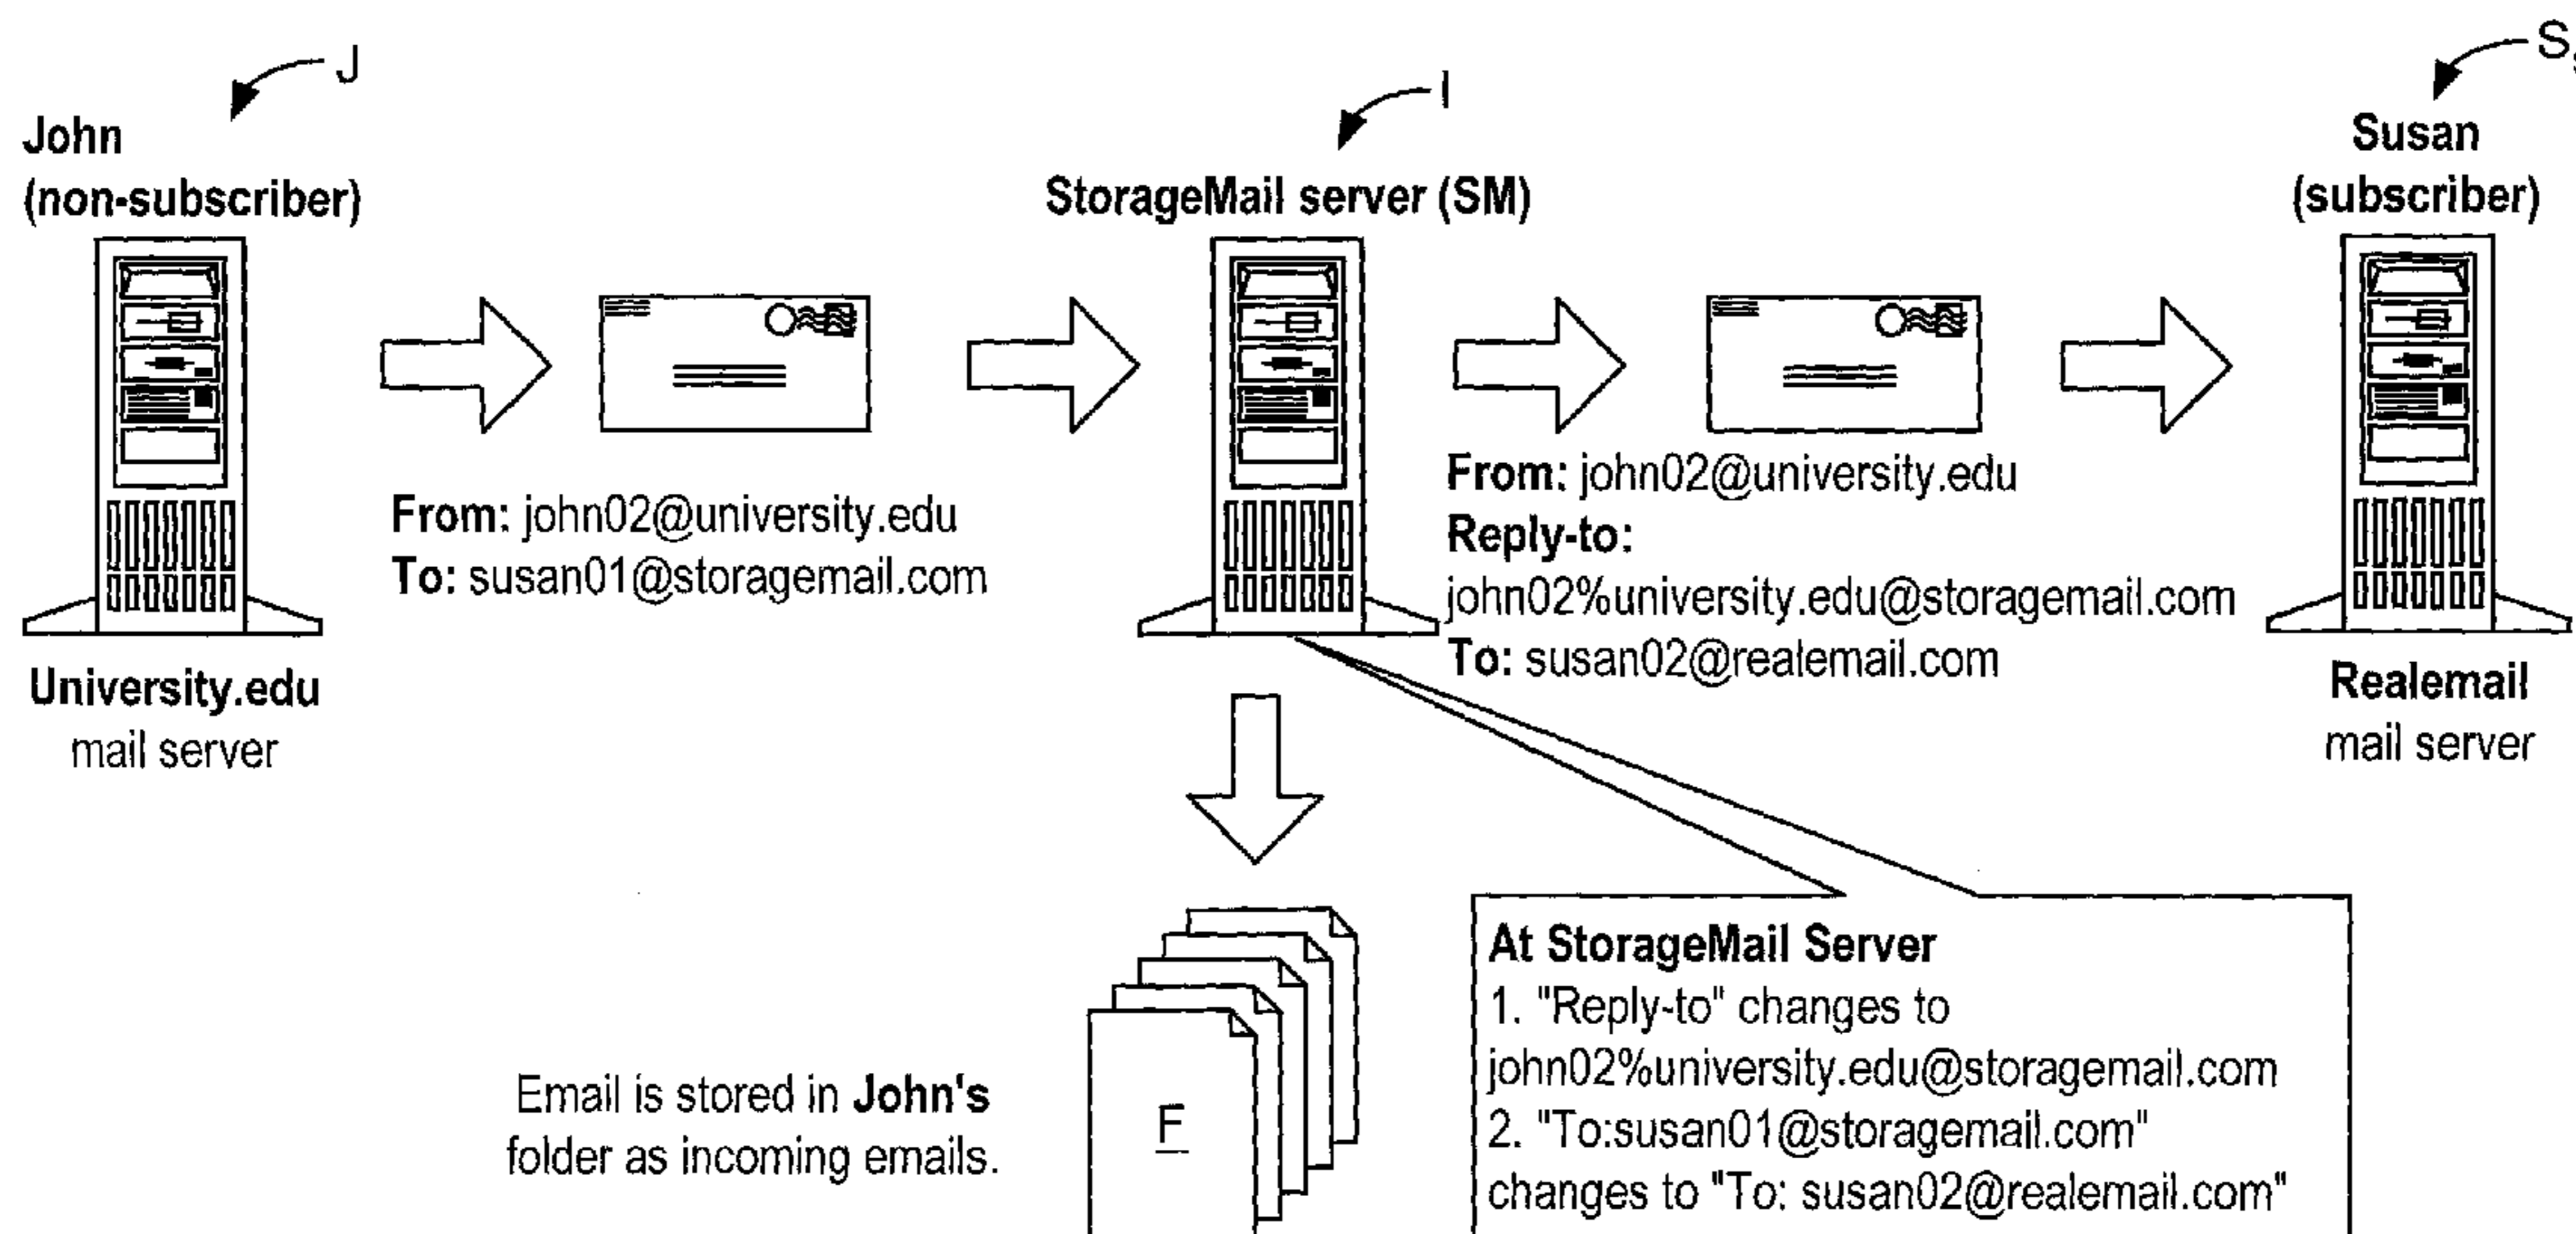 J
John
(non-subscriber)
University.edu
mail server
From: john02@university.edu
To: susan01@storagemail.com
I
StorageMail server (SM)
From: john02@university.edu
Reply-to:
john02%university.edu@storagemail.com
To: susan02@realemail.com
S
Susan
(subscriber)
Realemail
mail server
Email is stored in John's
folder as incoming emails.
F
At StorageMail Server
1. "Reply-to" changes to
john02%university.edu@storagemail.com
2. "To:susan01@storagemail.com"
changes to "To: susan02@realemail.com"